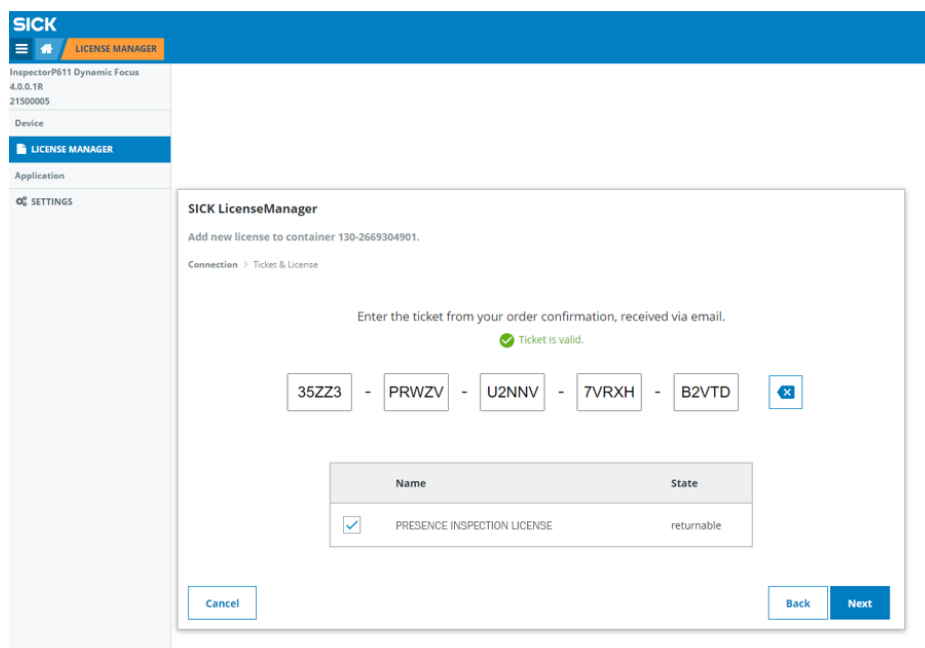 SICK
LICENSE MANAGER
InspectorP611 Dynamic Focus
4.0.0.1R
21500005
Device
LICENSE MANAGER
Application
SETTINGS
SICK LicenseManager
Add new license to container 130-2669304901.
Connection > Ticket & License
Enter the ticket from your order confirmation, received via email.
Ticket is valid.
35ZZ3 - PRWZV - U2NNV - 7VRXH - B2VTD
Name State
PRESENCE INSPECTION LICENSE returnable
Cancel Back Next